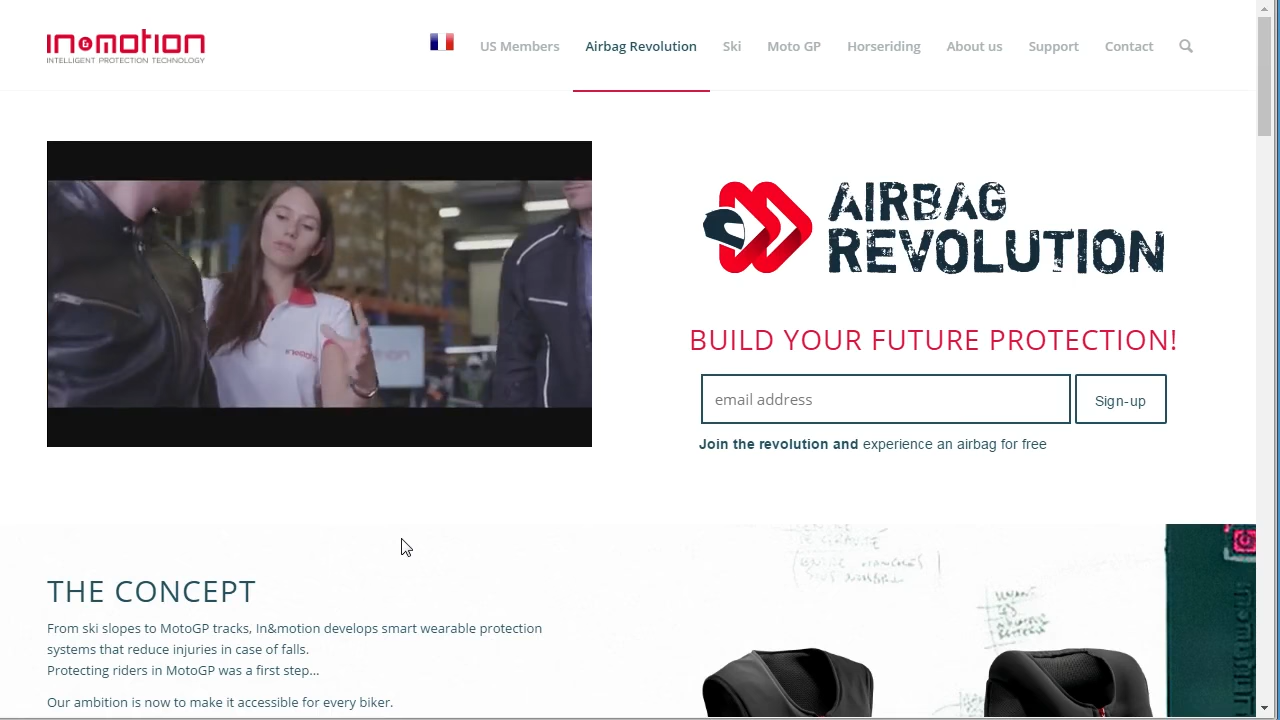 IN&MOTION
INTELLIGENT PROTECTION TECHNOLOGY
US Members
Airbag Revolution
Ski
Moto GP
Horseriding
About us
Support
Contact
AIRBAG
REVOLUTION
BUILD YOUR FUTURE PROTECTION!
email address
Sign-up
Join the revolution and experience an airbag for free
THE CONCEPT
From ski slopes to MotoGP tracks, In&motion develops smart wearable protection
systems that reduce injuries in case of falls.
Protecting riders in MotoGP was a first step...
Our ambition is now to make it accessible for every biker.